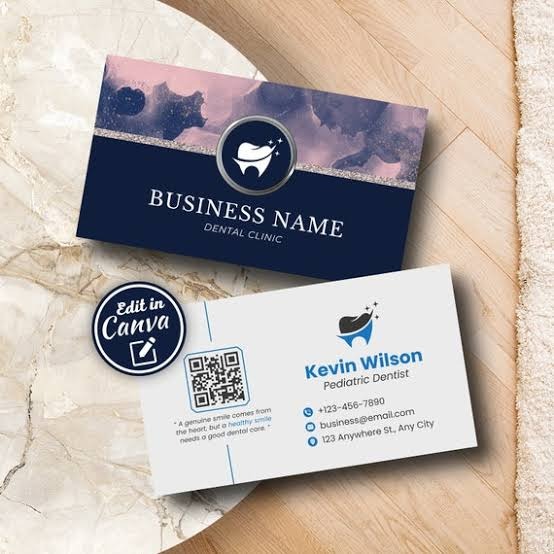 BUSINESS NAME
DENTAL CLINIC
Edit in
Canva
Kevin Wilson
Pediatric Dentist
+123-456-7890
business@email.com
123 Anywhere St., Any City
" A genuine smile comes from
the heart, but a healthy smile
needs a good dental care. "